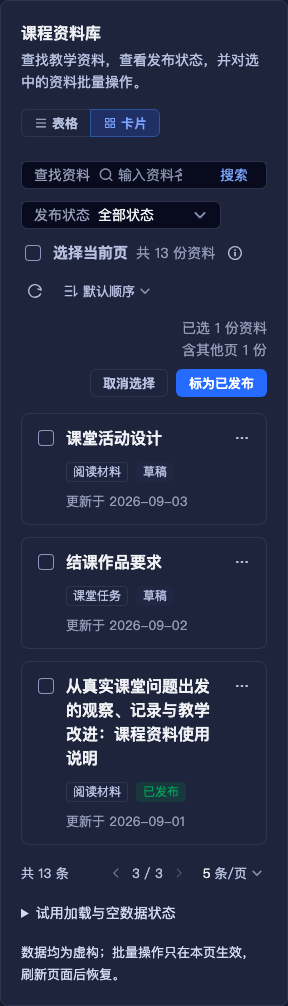 课程资料库
查找教学资料，查看发布状态，并对选
中的资料批量操作。
表格 卡片
查找资料 输入资料名 搜索
发布状态 全部状态
选择当前页 共 13 份资料
默认顺序
已选 1 份资料
含其他页 1 份
取消选择 标为已发布
课堂活动设计
阅读材料 草稿
更新于 2026-09-03
结课作品要求
课堂任务 草稿
更新于 2026-09-02
从真实课堂问题出发
的观察、记录与教学
改进：课程资料使用
说明
阅读材料 已发布
更新于 2026-09-01
共 13 条 3 / 3 5 条/页
试用加载与空数据状态
数据均为虚构；批量操作只在本页生效，
刷新页面后恢复。